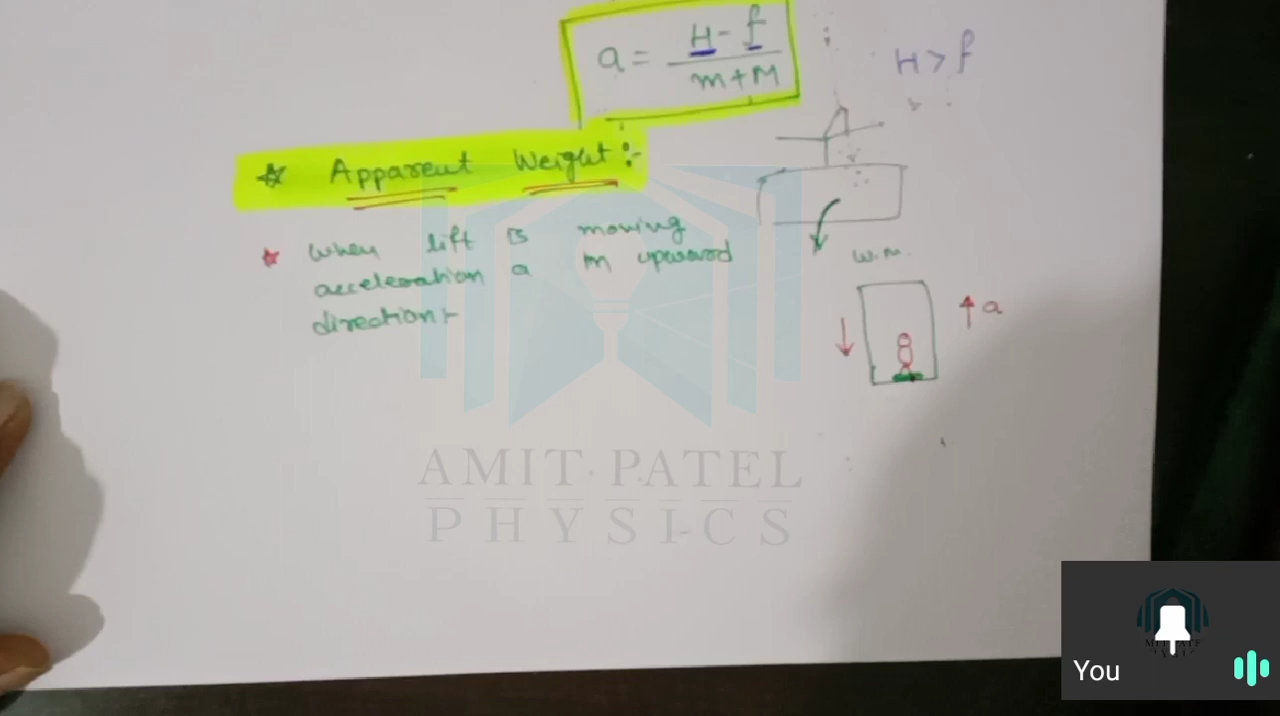 a = H - f
m + M
H > f
☆ Apparent Weight :-
☆ When lift is moving
acceleration a in upward
direction :-
W.M.
↑ a
AMIT PATEL
PHYSICS
You